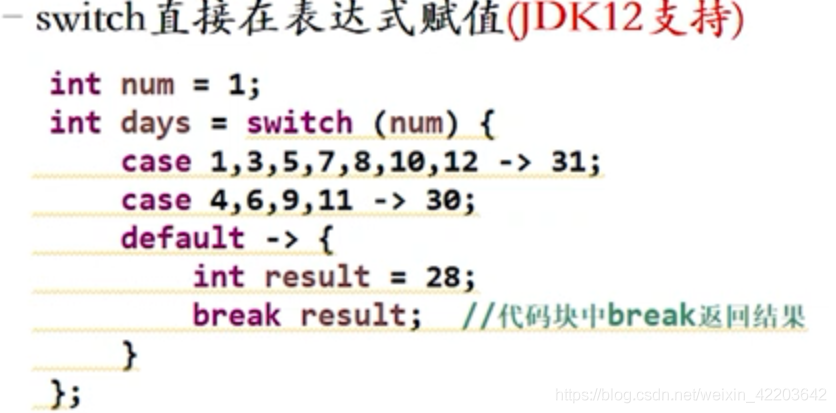 – switch直接在表达式赋值(JDK12支持)
int num = 1;
int days = switch (num) {
case 1,3,5,7,8,10,12 -> 31;
case 4,6,9,11 -> 30;
default -> {
int result = 28;
break result; //代码块中break返回结果
}
};
https://blog.csdn.net/weixin_42203642